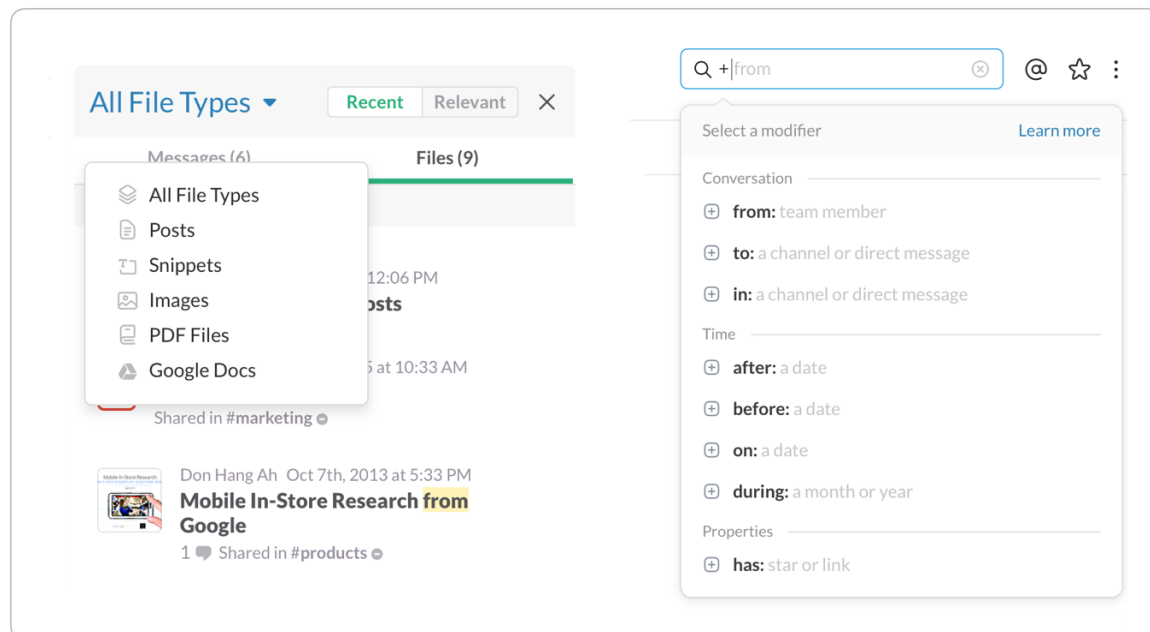 All File Types
Recent Relevant
Messages (6) Files (9)
All File Types
Posts
Snippets
Images
PDF Files
Google Docs
12:06 PM
osts
5 at 10:33 AM
Shared in #marketing
Don Hang Ah Oct 7th, 2013 at 5:33 PM
Mobile In-Store Research from
Google
1 Shared in #products
Mobile In Store Research
+from
Select a modifier Learn more
Conversation
from: team member
to: a channel or direct message
in: a channel or direct message
Time
after: a date
before: a date
on: a date
during: a month or year
Properties
has: star or link